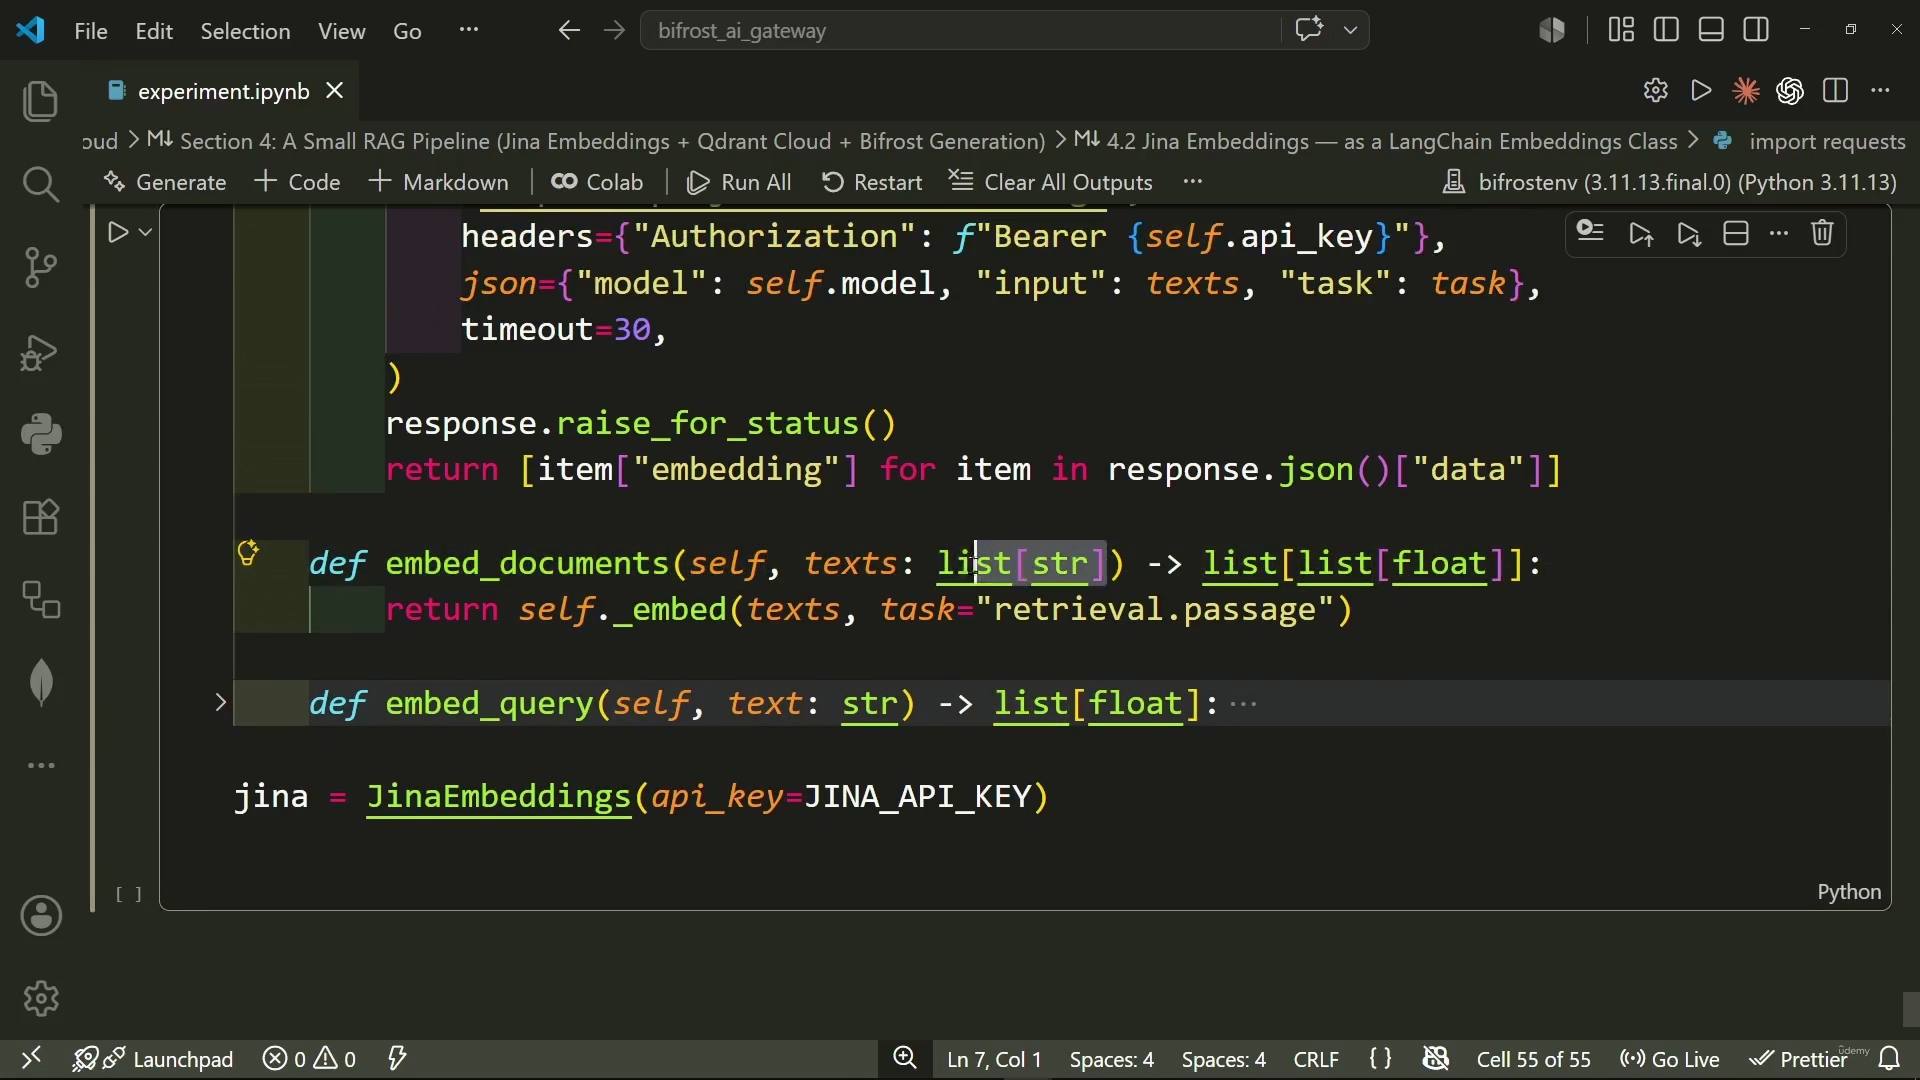 File Edit Selection View Go ··· bifrost_ai_gateway
experiment.ipynb
oud > M↓ Section 4: A Small RAG Pipeline (Jina Embeddings + Qdrant Cloud + Bifrost Generation) > M↓ 4.2 Jina Embeddings — as a LangChain Embeddings Class > import requests
Generate + Code + Markdown Colab Run All Restart Clear All Outputs ··· bifrostenv (3.11.13.final.0) (Python 3.11.13)
headers={"Authorization": f"Bearer {self.api_key}"},
json={"model": self.model, "input": texts, "task": task},
timeout=30,
)
response.raise_for_status()
return [item["embedding"] for item in response.json()["data"]]
def embed_documents(self, texts: list[str]) -> list[list[float]]:
return self._embed(texts, task="retrieval.passage")
def embed_query(self, text: str) -> list[float]:···
jina = JinaEmbeddings(api_key=JINA_API_KEY)
[ ]
Python
Launchpad 0 0 Ln 7, Col 1 Spaces: 4 Spaces: 4 CRLF {} Cell 55 of 55 Go Live Prettier
udemy